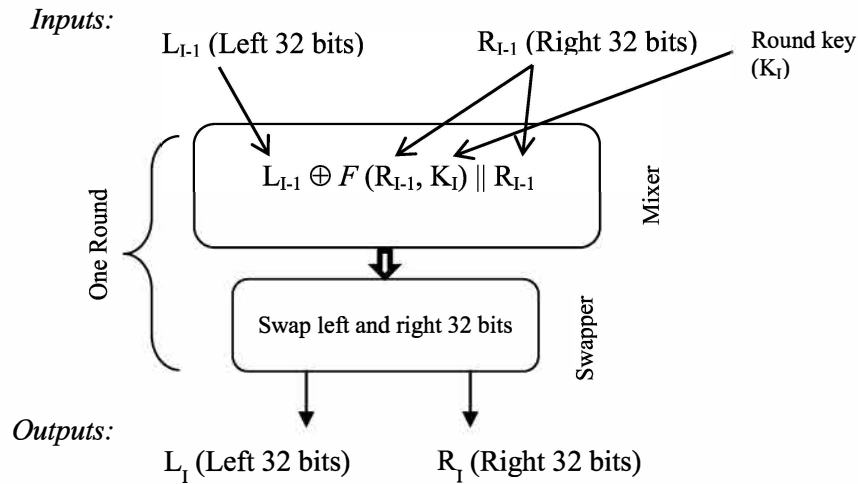 Inputs:
L_{I-1} (Left 32 bits)
R_{I-1} (Right 32 bits)
Round key
(K_I)
L_{I-1} ⊕ F (R_{I-1}, K_I) || R_{I-1}
Mixer
One Round
Swap left and right 32 bits
Swapper
Outputs:
L_I (Left 32 bits)
R_I (Right 32 bits)